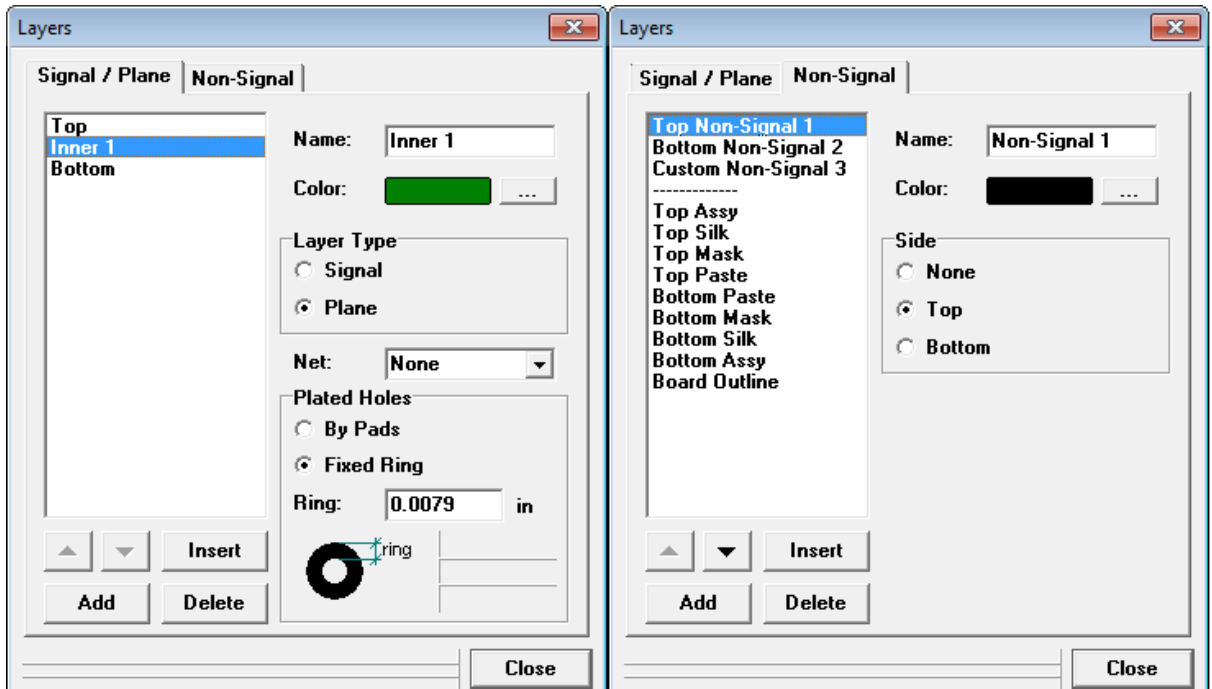 Layers
Signal / Plane
Non-Signal
Top
Inner 1
Bottom
Name:
Inner 1
Color:
...
Layer Type
Signal
Plane
Net:
None
Plated Holes
By Pads
Fixed Ring
Ring:
0.0079
in
ring
Insert
Add
Delete
Close
Layers
Signal / Plane
Non-Signal
Top Non-Signal 1
Bottom Non-Signal 2
Custom Non-Signal 3
-------------
Top Assy
Top Silk
Top Mask
Top Paste
Bottom Paste
Bottom Mask
Bottom Silk
Bottom Assy
Board Outline
Name:
Non-Signal 1
Color:
...
Side
None
Top
Bottom
Insert
Add
Delete
Close